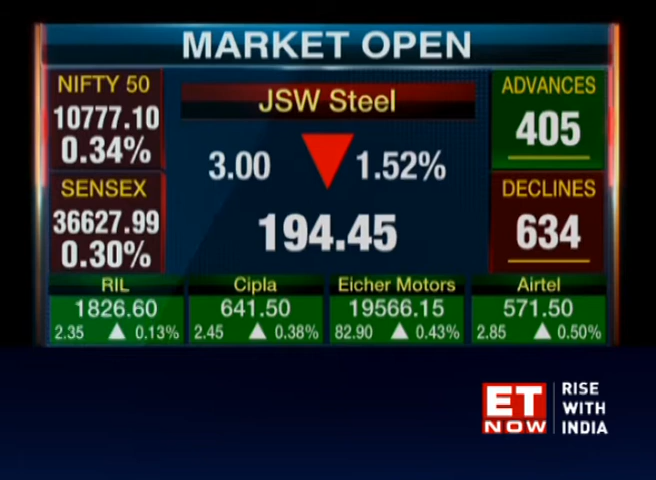 MARKET OPEN
NIFTY 50
10777.10
0.34%
SENSEX
36627.99
0.30%
JSW Steel
3.00 1.52%
194.45
ADVANCES
405
DECLINES
634
RIL
1826.60
2.35 0.13%
Cipla
641.50
2.45 0.38%
Eicher Motors
19566.15
82.90 0.43%
Airtel
571.50
2.85 0.50%
ET
NOW
RISE
WITH
INDIA